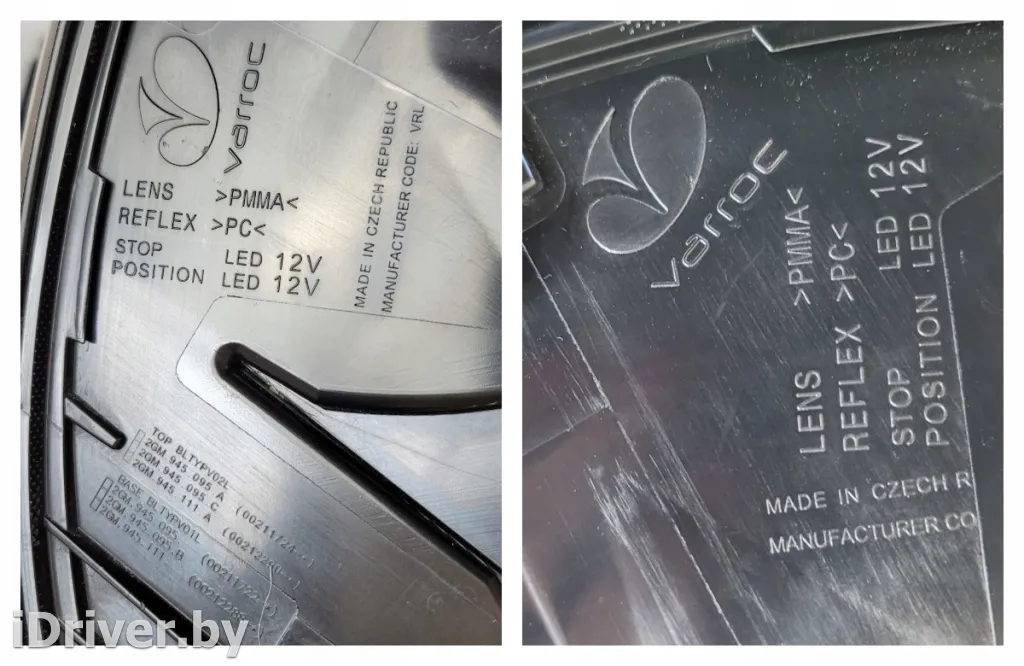 varroc
LENS >PMMA<
REFLEX >PC<
STOP LED 12V
POSITION LED 12V
MADE IN CZECH REPUBLIC
MANUFACTURER CODE: VRL
TOP BLTYPV02L
2GM 945 095 A
2GM 945 095 C
2GM 945 111 A
BASE BLTYPV01L
2GM.945.095
2GM.945.095.B
2GM.945.111
varroc
LENS >PMMA<
REFLEX >PC<
STOP LED 12V
POSITION LED 12V
MADE IN CZECH R
MANUFACTURER CO
iDriver.by